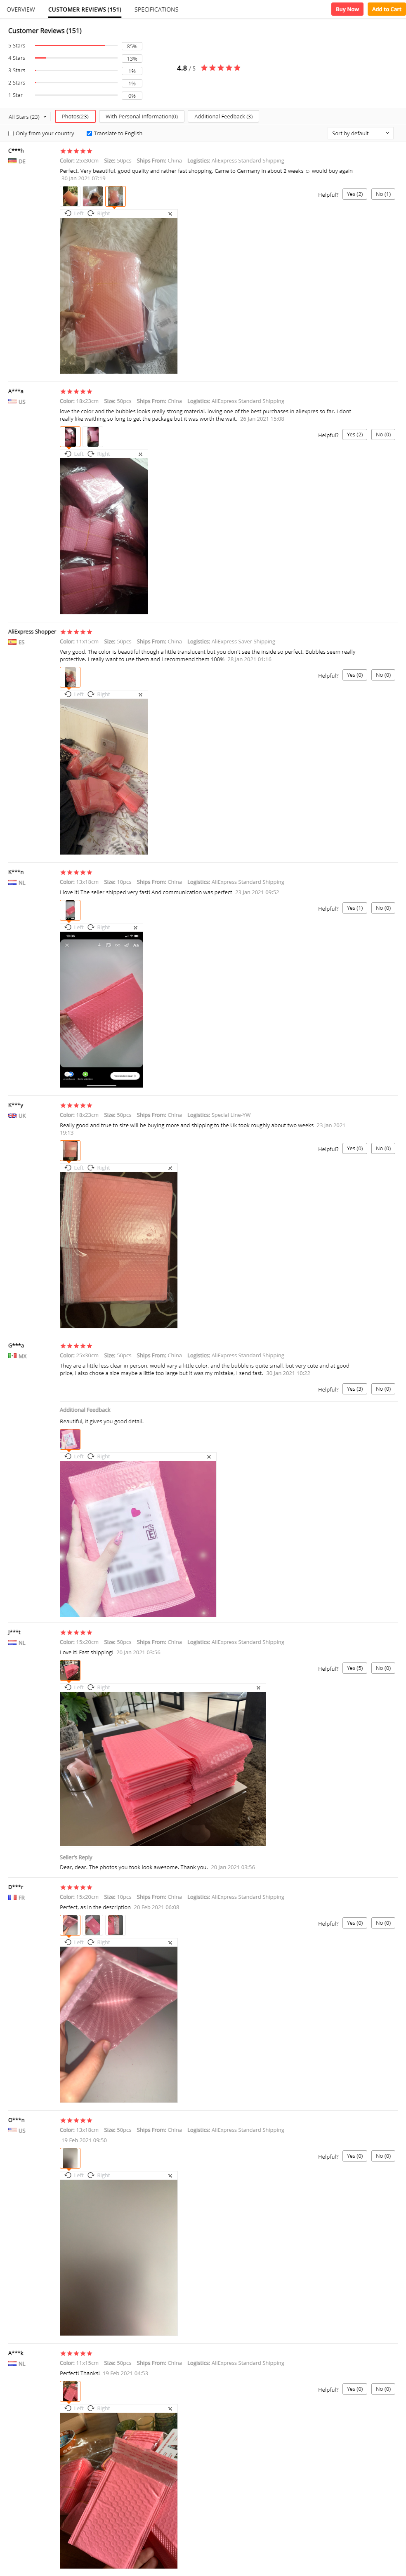 OVERVIEW CUSTOMER REVIEWS (151) SPECIFICATIONS Buy Now Add to Cart
Customer Reviews (151)
5 Stars 85%
4 Stars 13%
3 Stars 1%
2 Stars 1%
1 Star 0%
4.8 / 5
All Stars (23) Photos(23) With Personal Information(0) Additional Feedback (3)
Only from your country Translate to English Sort by default
C***h
DE
Color: 25x30cm Size: 50pcs Ships From: China Logistics: AliExpress Standard Shipping
Perfect. Very beautiful, good quality and rather fast shopping. Came to Germany in about 2 weeks ☺ would buy again
30 Jan 2021 07:19
Helpful? Yes (2) No (1)
Left Right
A***a
US
Color: 18x23cm Size: 50pcs Ships From: China Logistics: AliExpress Standard Shipping
love the color and the bubbles looks really strong material. loving one of the best purchases in aliexpres so far. I dont
really like waithing so long to get the package but it was worth the wait. 26 Jan 2021 15:08
Helpful? Yes (2) No (0)
Left Right
AliExpress Shopper
ES
Color: 11x15cm Size: 50pcs Ships From: China Logistics: AliExpress Saver Shipping
Very good. The color is beautiful though a little translucent but you don't see the inside so perfect. Bubbles seem really
protective. I really want to use them and I recommend them 100% 28 Jan 2021 01:16
Helpful? Yes (0) No (0)
Left Right
K***n
NL
Color: 13x18cm Size: 10pcs Ships From: China Logistics: AliExpress Standard Shipping
I love it! The seller shipped very fast! And communication was perfect 23 Jan 2021 09:52
Helpful? Yes (1) No (0)
Left Right
Aa
K***y
UK
Color: 18x23cm Size: 50pcs Ships From: China Logistics: Special Line-YW
Really good and true to size will be buying more and shipping to the Uk took roughly about two weeks 23 Jan 2021
19:13
Helpful? Yes (0) No (0)
Left Right
G***a
MX
Color: 25x30cm Size: 50pcs Ships From: China Logistics: AliExpress Standard Shipping
They are a little less clear in person, would vary a little color, and the bubble is quite small, but very cute and at good
price, I also chose a size maybe a little too large but it was my mistake, I send fast. 30 Jan 2021 10:22
Helpful? Yes (3) No (0)
Additional Feedback
Beautiful, it gives you good detail.
Left Right
E
J***t
NL
Color: 15x20cm Size: 50pcs Ships From: China Logistics: AliExpress Standard Shipping
Love it! Fast shipping! 20 Jan 2021 03:56
Helpful? Yes (5) No (0)
Left Right
Seller's Reply
Dear, dear. The photos you took look awesome. Thank you. 20 Jan 2021 03:56
D***r
FR
Color: 15x20cm Size: 10pcs Ships From: China Logistics: AliExpress Standard Shipping
Perfect, as in the description 20 Feb 2021 06:08
Helpful? Yes (0) No (0)
Left Right
O***n
US
Color: 13x18cm Size: 50pcs Ships From: China Logistics: AliExpress Standard Shipping
19 Feb 2021 09:50
Helpful? Yes (0) No (0)
Left Right
A***k
NL
Color: 11x15cm Size: 50pcs Ships From: China Logistics: AliExpress Standard Shipping
Perfect! Thanks! 19 Feb 2021 04:53
Helpful? Yes (0) No (0)
Left Right